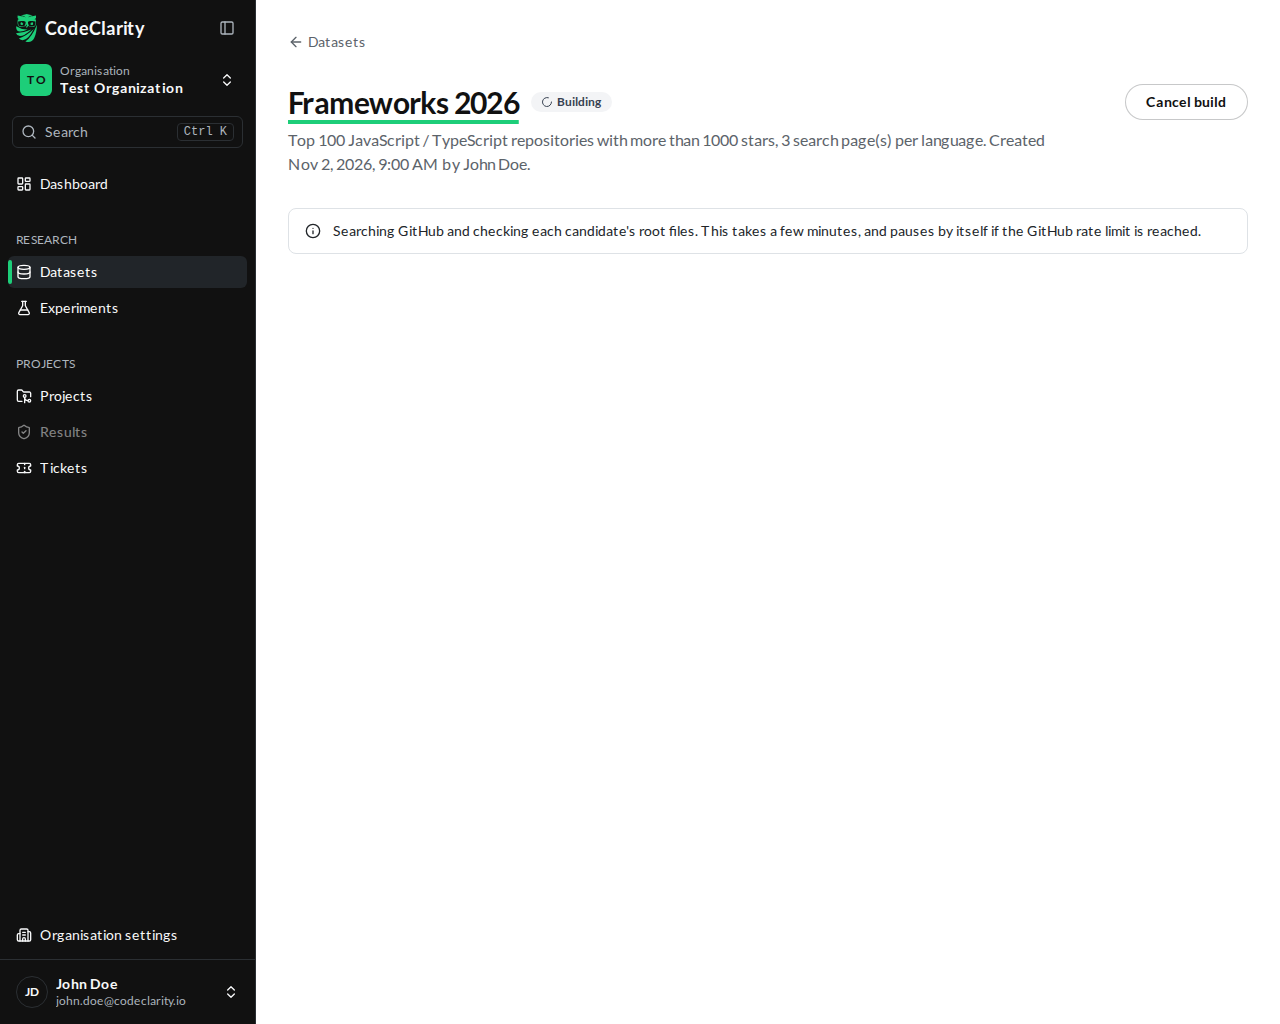 CodeClarity
TO
Organisation
Test Organization
Search
Ctrl K
Dashboard
RESEARCH
Datasets
Experiments
PROJECTS
Projects
Results
Tickets
Organisation settings
JD
John Doe
john.doe@codeclarity.io
Datasets
Frameworks 2026
Building
Cancel build
Top 100 JavaScript / TypeScript repositories with more than 1000 stars, 3 search page(s) per language. Created
Nov 2, 2026, 9:00 AM by John Doe.
Searching GitHub and checking each candidate's root files. This takes a few minutes, and pauses by itself if the GitHub rate limit is reached.